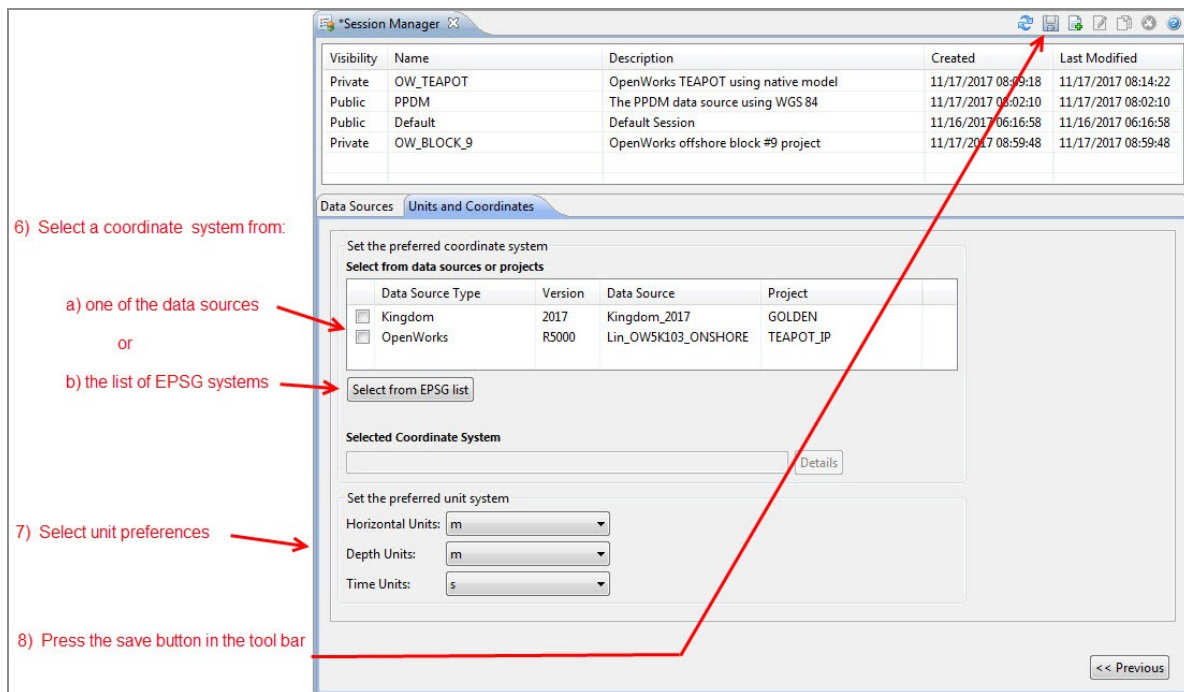 *Session Manager
Visibility Name Description Created Last Modified
Private OW_TEAPOT OpenWorks TEAPOT using native model 11/17/2017 08:09:18 11/17/2017 08:14:22
Public PPDM The PPDM data source using WGS 84 11/17/2017 08:02:10 11/17/2017 08:02:10
Public Default Default Session 11/16/2017 06:16:58 11/16/2017 06:16:58
Private OW_BLOCK_9 OpenWorks offshore block #9 project 11/17/2017 08:59:48 11/17/2017 08:59:48
Data Sources Units and Coordinates
6) Select a coordinate system from:
Set the preferred coordinate system
Select from data sources or projects
Data Source Type Version Data Source Project
a) one of the data sources
Kingdom 2017 Kingdom_2017 GOLDEN
OpenWorks R5000 Lin_OW5K103_ONSHORE TEAPOT_IP
or
b) the list of EPSG systems
Select from EPSG list
Selected Coordinate System
Details
Set the preferred unit system
Horizontal Units: m
7) Select unit preferences
Depth Units: m
Time Units: s
8) Press the save button in the tool bar
<< Previous